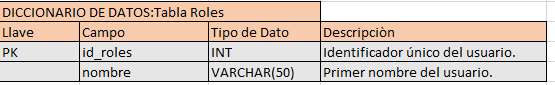 DICCIONARIO DE DATOS:Tabla Roles
Llave Campo Tipo de Dato Descripciòn
PK id_roles INT Identificador único del usuario.
nombre VARCHAR(50) Primer nombre del usuario.